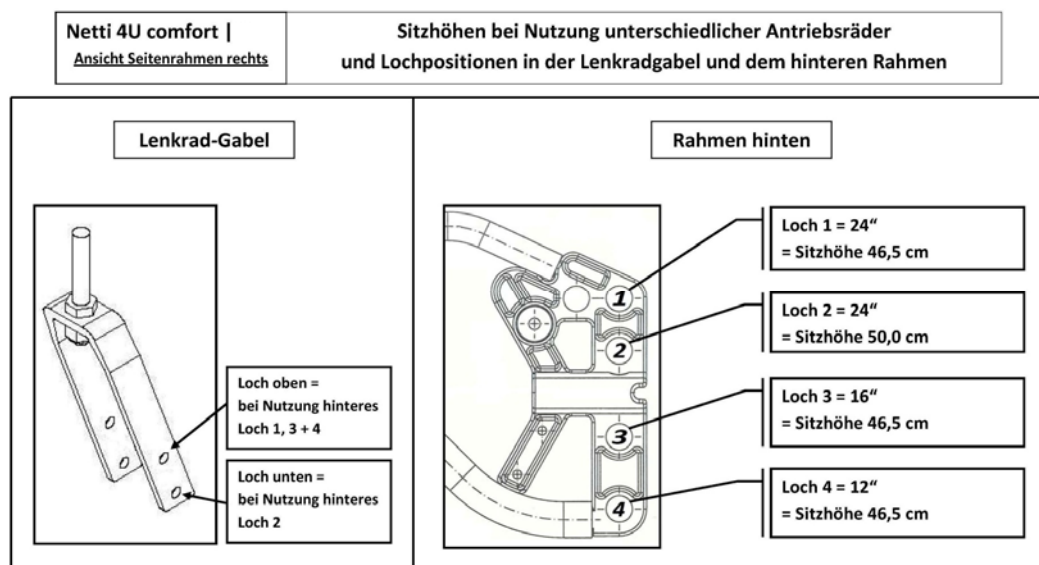 Netti 4U comfort |
Ansicht Seitenrahmen rechts
Sitzhöhen bei Nutzung unterschiedlicher Antriebsräder
und Lochpositionen in der Lenkradgabel und dem hinteren Rahmen
Lenkrad-Gabel
Loch oben =
bei Nutzung hinteres
Loch 1, 3 + 4
Loch unten =
bei Nutzung hinteres
Loch 2
Rahmen hinten
1
2
3
4
Loch 1 = 24“
= Sitzhöhe 46,5 cm
Loch 2 = 24“
= Sitzhöhe 50,0 cm
Loch 3 = 16“
= Sitzhöhe 46,5 cm
Loch 4 = 12“
= Sitzhöhe 46,5 cm